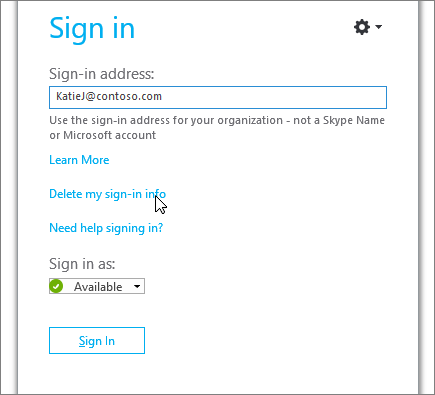 Sign in
Sign-in address:
KatieJ@contoso.com
Use the sign-in address for your organization - not a Skype Name
or Microsoft account
Learn More
Delete my sign-in info
Need help signing in?
Sign in as:
Available
Sign In